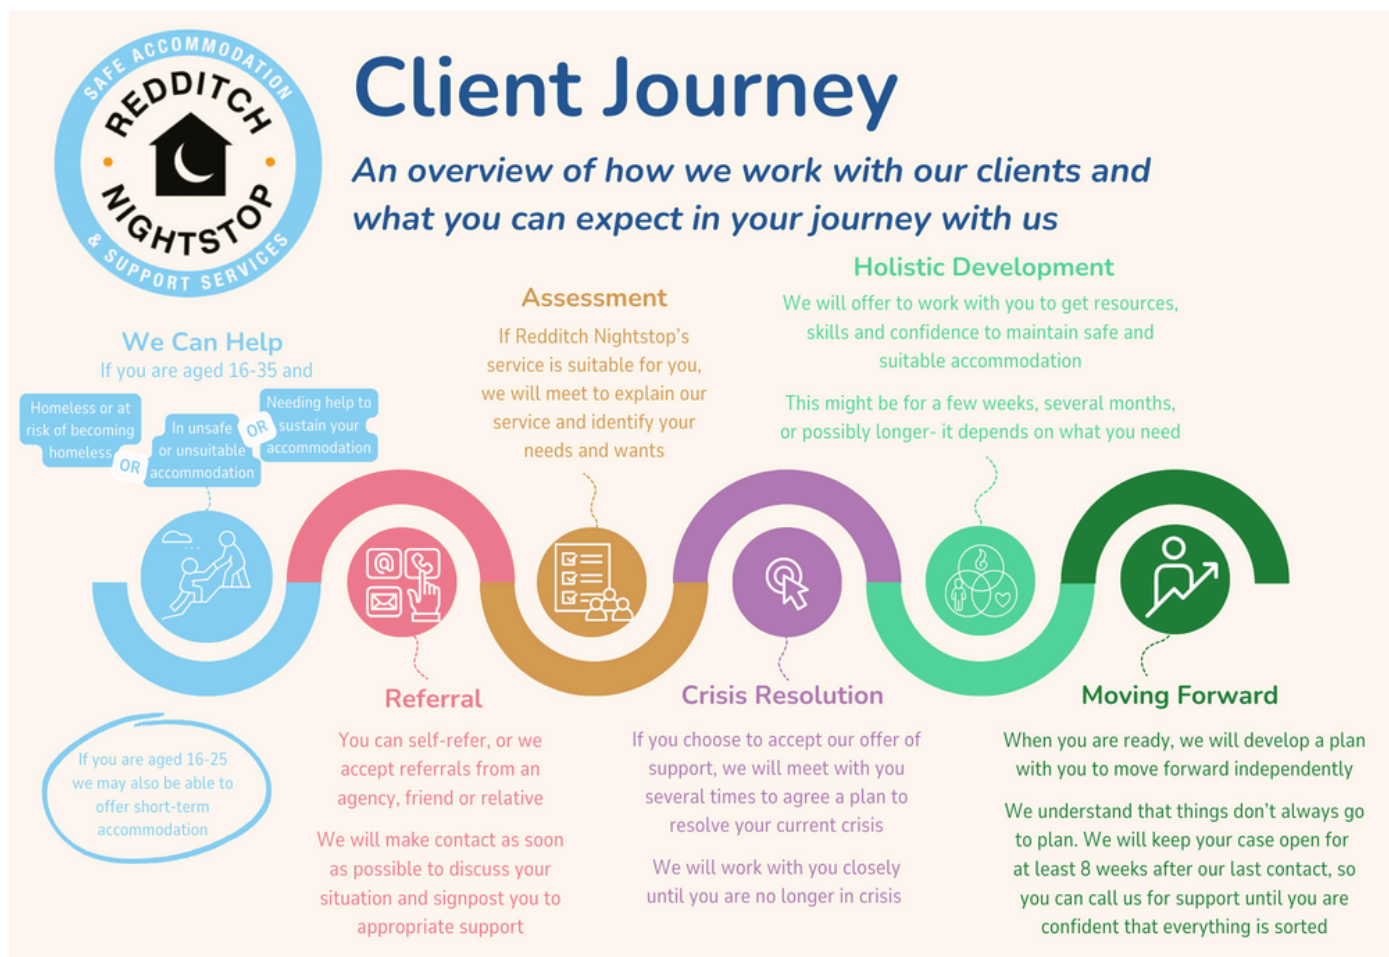 SAFE ACCOMMODATION
REDDITCH
NIGHTSTOP
& SUPPORT SERVICES
Client Journey
An overview of how we work with our clients and
what you can expect in your journey with us
We Can Help
If you are aged 16-35 and
Homeless or at
risk of becoming
homeless
OR
In unsafe
or unsuitable
accommodation
OR
Needing help to
sustain your
accommodation
If you are aged 16-25
we may also be able to
offer short-term
accommodation
Referral
You can self-refer, or we
accept referrals from an
agency, friend or relative
We will make contact as soon
as possible to discuss your
situation and signpost you to
appropriate support
Assessment
If Redditch Nightstop's
service is suitable for you,
we will meet to explain our
service and identify your
needs and wants
Crisis Resolution
If you choose to accept our offer of
support, we will meet with you
several times to agree a plan to
resolve your current crisis
We will work with you closely
until you are no longer in crisis
Holistic Development
We will offer to work with you to get resources,
skills and confidence to maintain safe and
suitable accommodation
This might be for a few weeks, several months,
or possibly longer- it depends on what you need
Moving Forward
When you are ready, we will develop a plan
with you to move forward independently
We understand that things don't always go
to plan. We will keep your case open for
at least 8 weeks after our last contact, so
you can call us for support until you are
confident that everything is sorted